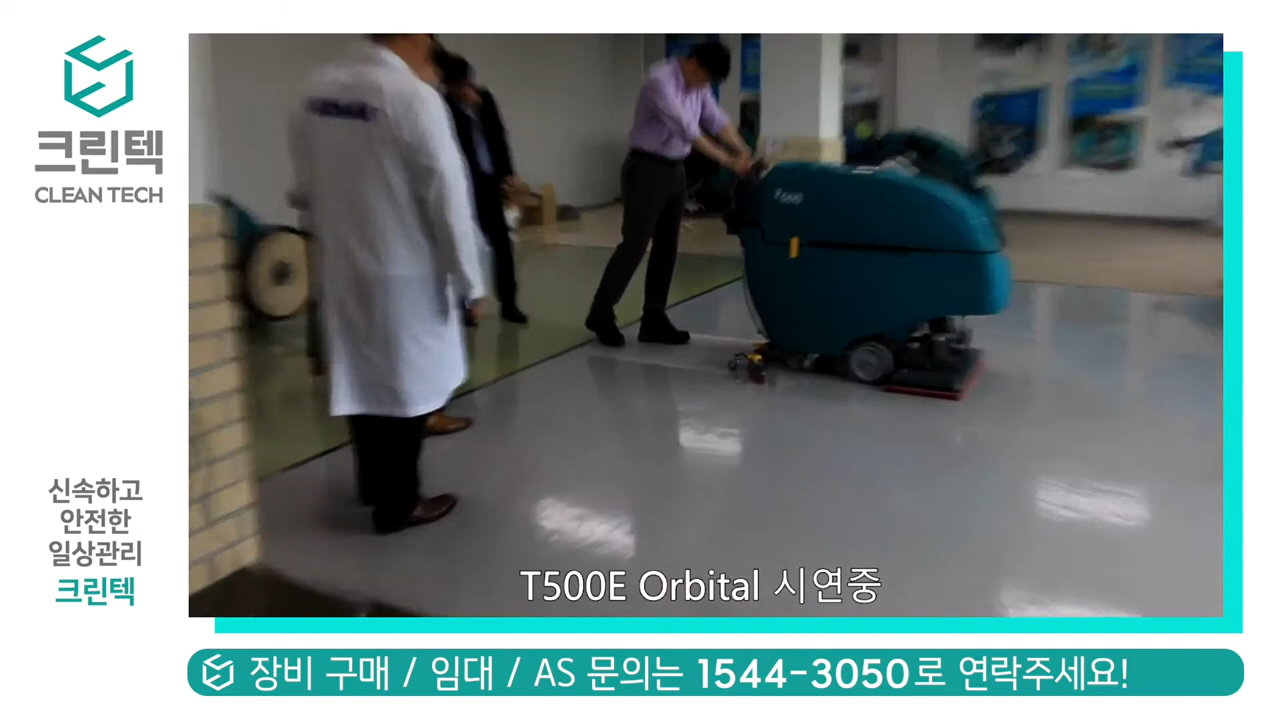 크린텍
CLEAN TECH
T500
신속하고
안전한
일상관리
크린텍
T500E Orbital 시연중
장비 구매 / 임대 / AS 문의는 1544-3050로 연락주세요!